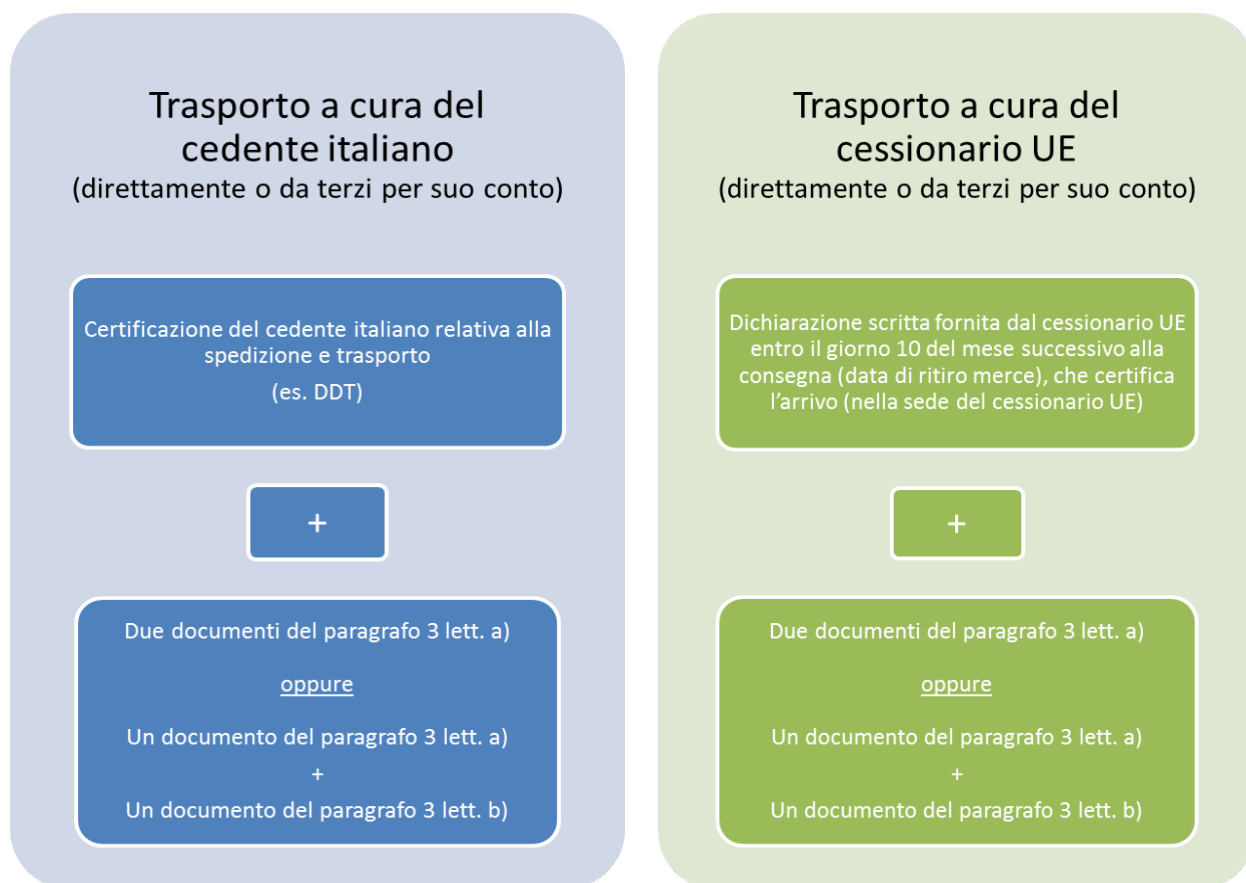 Trasporto a cura del
cedente italiano
(direttamente o da terzi per suo conto)
Certificazione del cedente italiano relativa alla
spedizione e trasporto
(es. DDT)
+
Due documenti del paragrafo 3 lett. a)
oppure
Un documento del paragrafo 3 lett. a)
+
Un documento del paragrafo 3 lett. b)
Trasporto a cura del
cessionario UE
(direttamente o da terzi per suo conto)
Dichiarazione scritta fornita dal cessionario UE
entro il giorno 10 del mese successivo alla
consegna (data di ritiro merce), che certifica
l’arrivo (nella sede del cessionario UE)
+
Due documenti del paragrafo 3 lett. a)
oppure
Un documento del paragrafo 3 lett. a)
+
Un documento del paragrafo 3 lett. b)